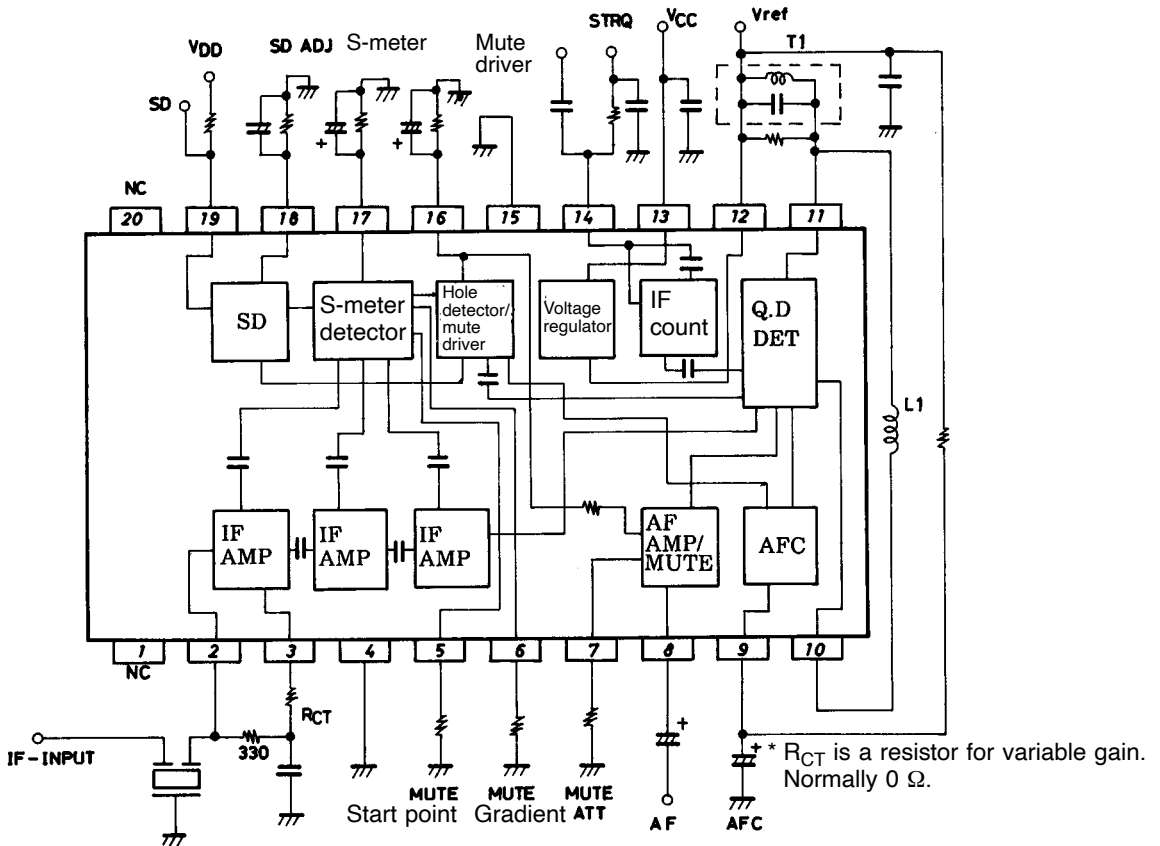 STRQ
VCC
Vref
T1
VDD
SD ADJ
S-meter
Mute
driver
SD
NC
20
19
18
17
16
15
14
13
12
11
SD
S-meter
detector
Hole
detector/
mute
driver
Voltage
regulator
IF
count
Q.D
DET
L1
IF
AMP
IF
AMP
IF
AMP
AF
AMP/
MUTE
AFC
1
2
3
4
5
6
7
8
9
10
NC
RCT
330
IF-INPUT
MUTE
Start point
MUTE
Gradient
MUTE
ATT
AF
AFC
+
+
+
+
* RCT is a resistor for variable gain.
Normally 0 Ω.